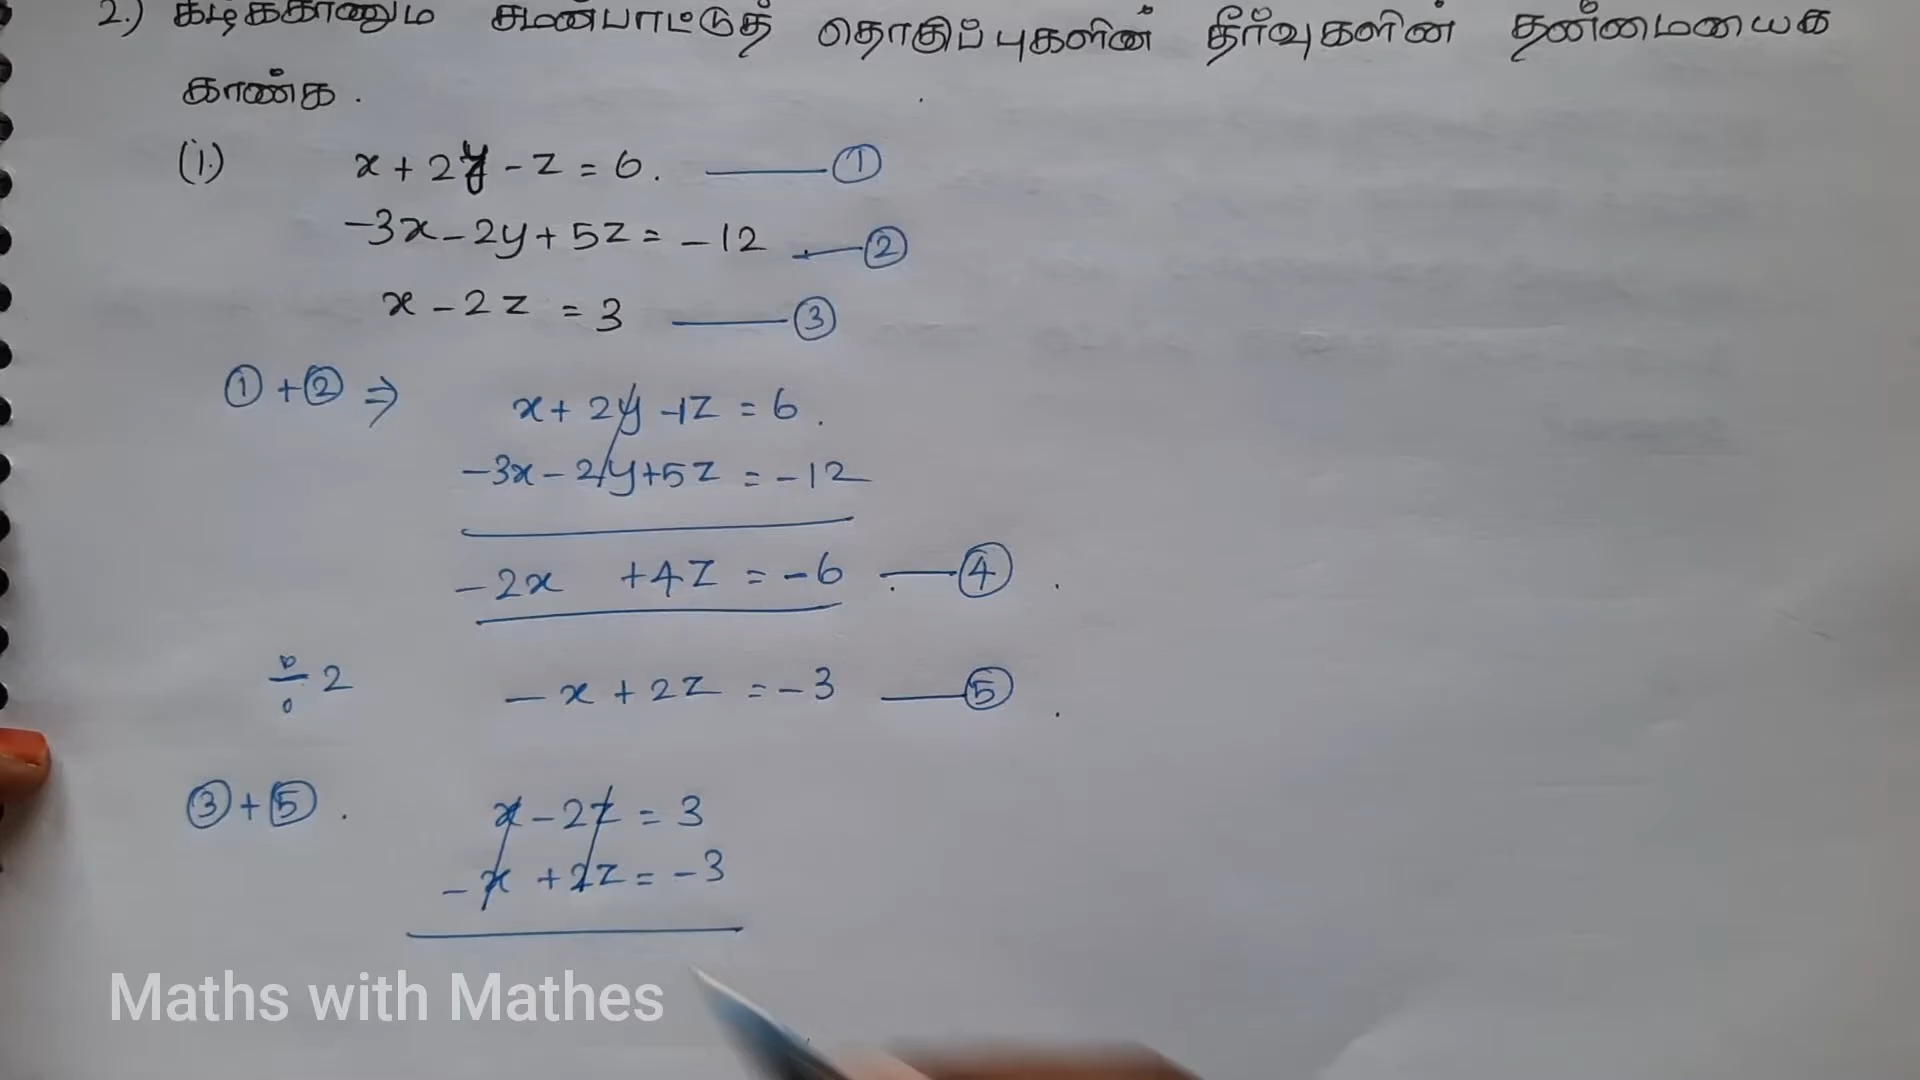 2.) கீழ்க்காணும் சமன்பாட்டுத் தொகுப்புகளின் தீர்வுகளின் தன்மையைக்
காண்க.
(i.) x + 2y - z = 6. ——— ①
-3x - 2y + 5z = -12 —— ②
x - 2z = 3 ——— ③
① + ② ⇒ x + 2y - 1z = 6.
-3x - 2y + 5z = -12
-2x + 4z = -6 —— ④
÷ 2 - x + 2z = -3 —— ⑤
③ + ⑤. x - 2z = 3
- x + 2z = -3
Maths with Mathes